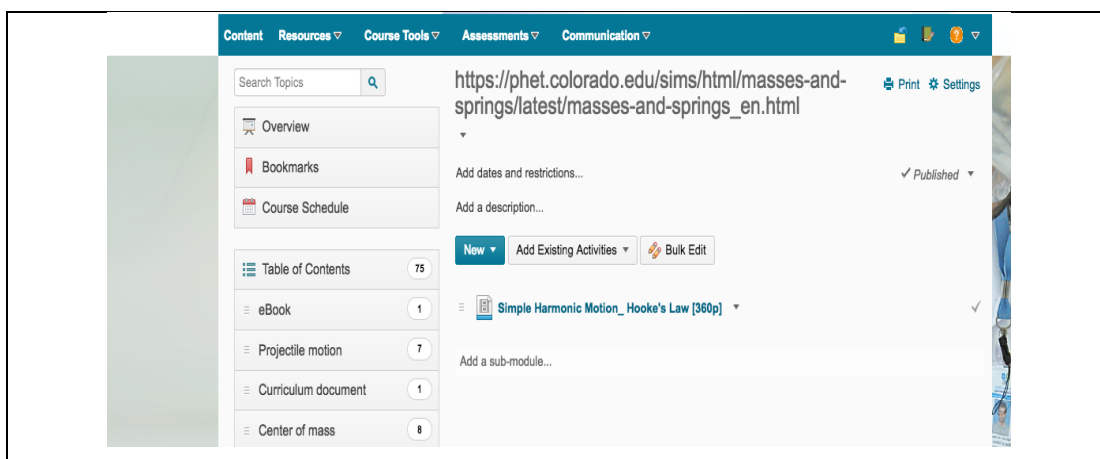 Content Resources Course Tools Assessments Communication
Search Topics
https://phet.colorado.edu/sims/html/masses-and-
springs/latest/masses-and-springs_en.html
Print Settings
Overview
Bookmarks
Add dates and restrictions...
Published
Course Schedule
Add a description...
New Add Existing Activities Bulk Edit
Table of Contents 75
eBook 1
Simple Harmonic Motion_ Hooke's Law [360p]
Projectile motion 7
Add a sub-module...
Curriculum document 1
Center of mass 8